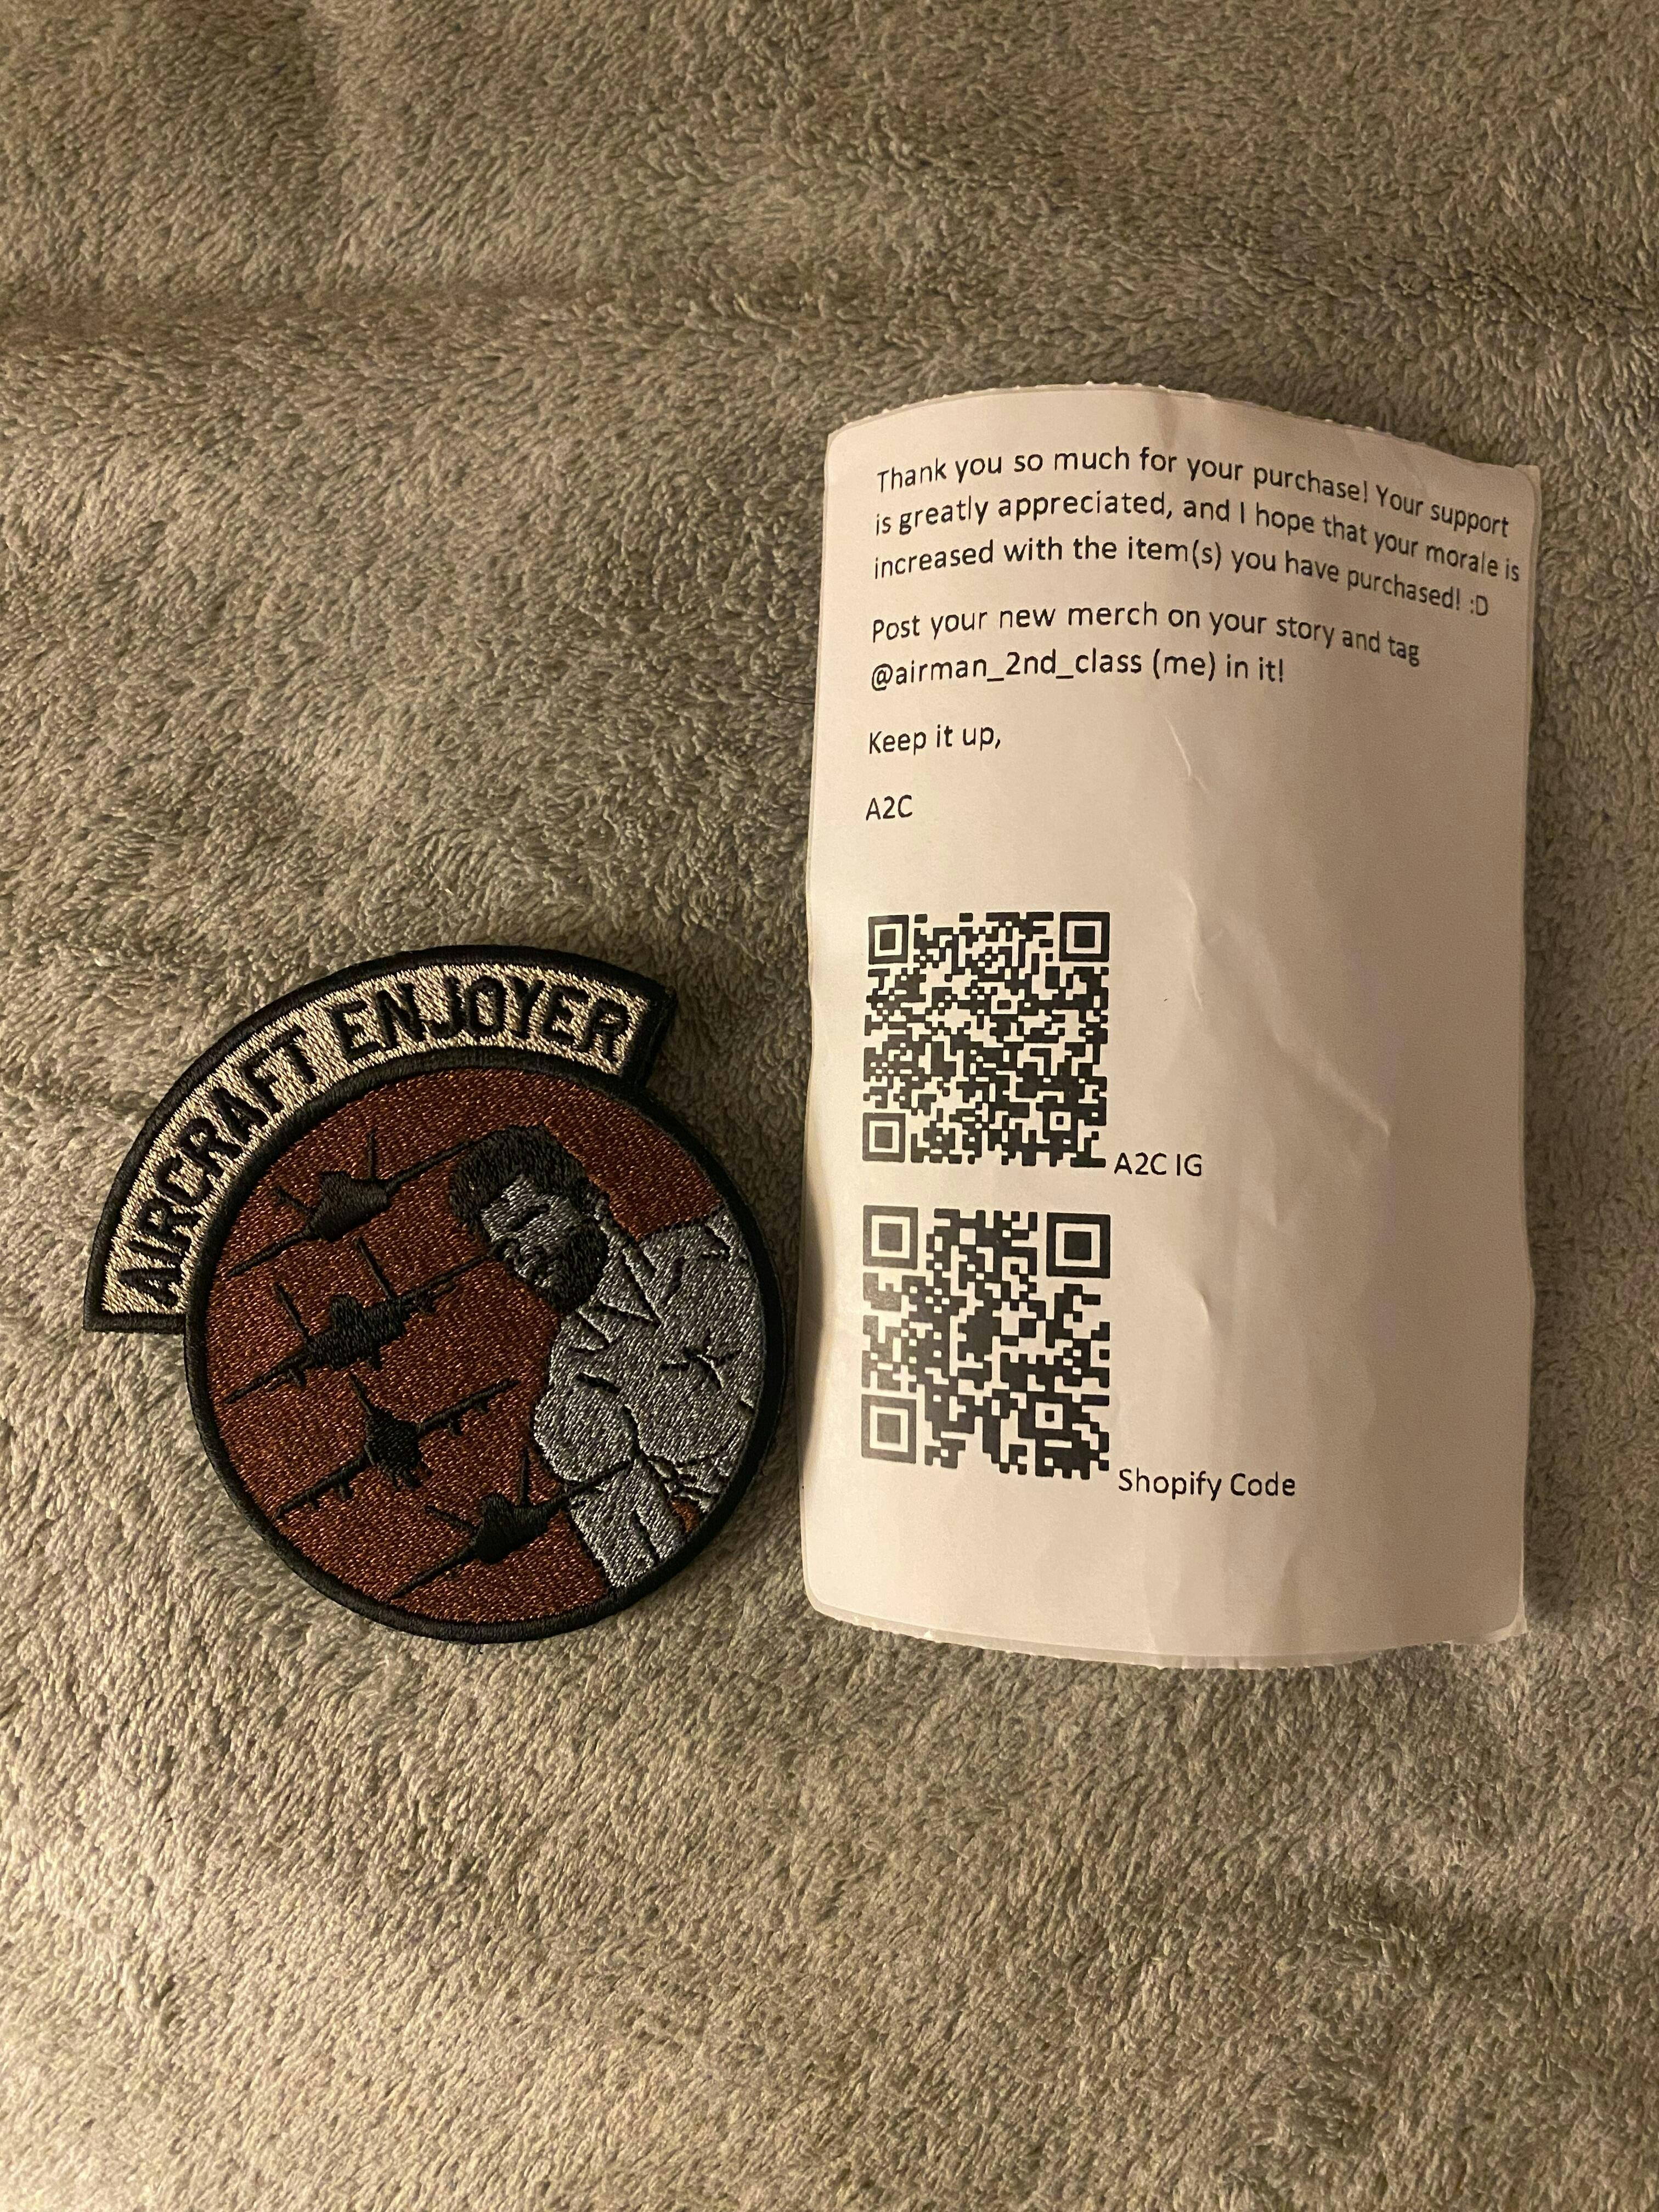 AIRCRAFT ENJOYER
Thank you so much for your purchase! Your support
is greatly appreciated, and I hope that your morale is
increased with the item(s) you have purchased! :D
Post your new merch on your story and tag
@airman_2nd_class (me) in it!
Keep it up,
A2C
A2C IG
Shopify Code